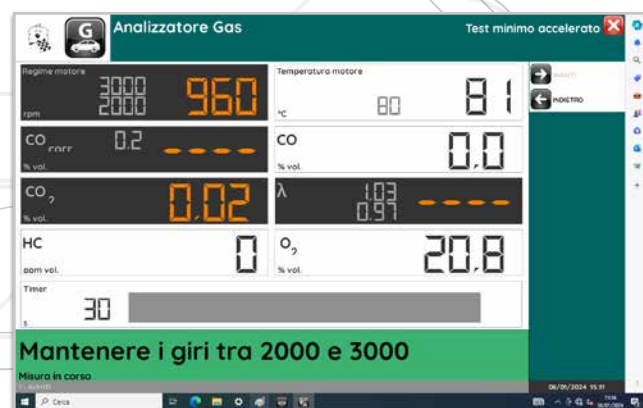 G
Analizzatore Gas
Test minimo accelerato
Regime motore
3000
2000
960
rpm
Temperatura motore
80
81
°C
AVANTI
INDIETRO
CO corr
0.2
----
% vol.
CO
0.0
% vol.
CO2
0.02
% vol.
λ
1.03
0.97
----
HC
0
ppm vol.
O2
20.8
% vol.
Timer
30
s
Mantenere i giri tra 2000 e 3000
Misura in corso
08/01/2024 15:31
Cerca